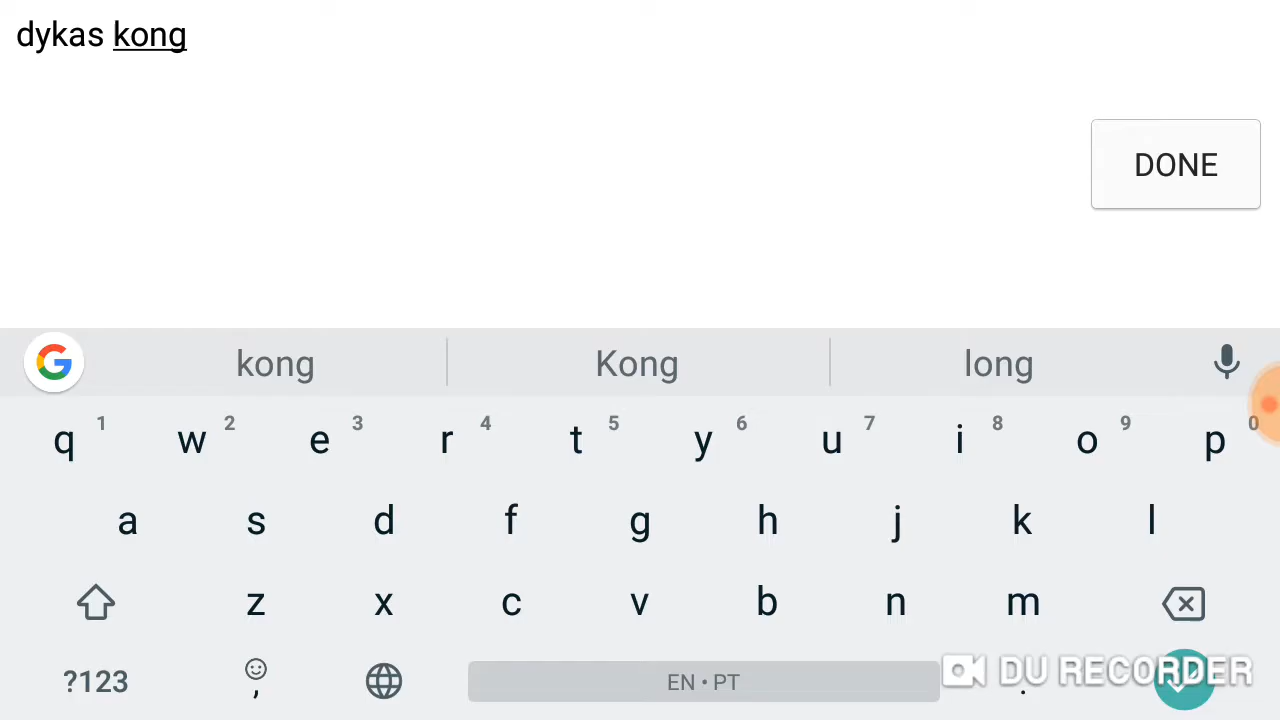 dykas kong
DONE
kong Kong long
q 1 w 2 e 3 r 4 t 5 y 6 u 7 i 8 o 9 p 0
a s d f g h j k l
z x c v b n m
?123 , EN • PT .
DU RECORDER